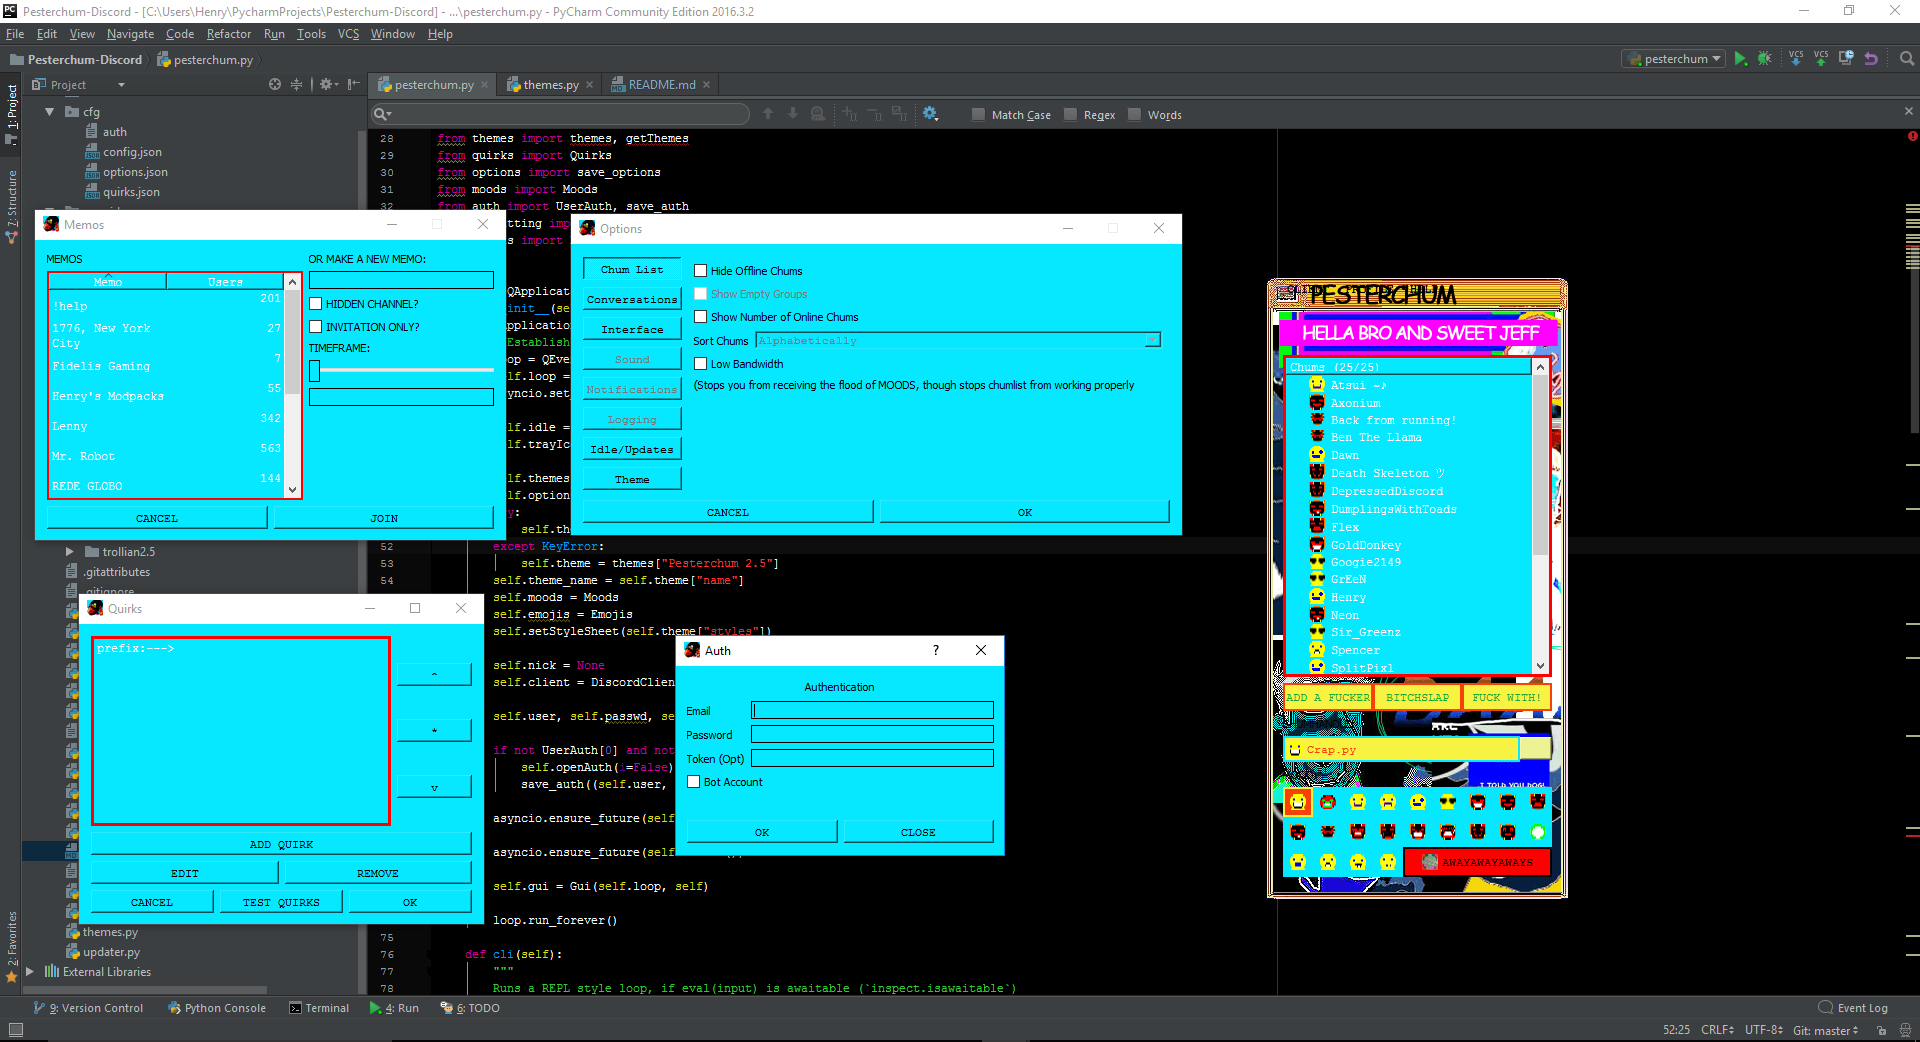 Pesterchum-Discord - [C:\Users\Henry\PycharmProjects\Pesterchum-Discord] - ...\pesterchum.py - PyCharm Community Edition 2016.3.2
File Edit View Navigate Code Refactor Run Tools VCS Window Help
Pesterchum-Discord pesterchum.py
pesterchum
Project
pesterchum.py
themes.py
README.md
Match Case Regex Words
1: Project
7: Structure
2: Favorites
cfg
auth
config.json
options.json
quirks.json
28 from themes import themes, getThemes
29 from quirks import Quirks
30 from options import save_options
31 from moods import Moods
32 from auth import UserAuth, save_auth
Memos
MEMOS
Memo Users
!help 201
1776, New York City 27
Fidelis Gaming 7
Henry's Modpacks 55
Lenny 342
Mr. Robot 563
REDE GLOBO 144
OR MAKE A NEW MEMO:
HIDDEN CHANNEL?
INVITATION ONLY?
TIMEFRAME:
CANCEL JOIN
Options
Chum List
Conversations
Interface
Sound
Notifications
Logging
Idle/Updates
Theme
Hide Offline Chums
Show Empty Groups
Show Number of Online Chums
Sort Chums Alphabetically
Low Bandwidth
(Stops you from receiving the flood of MOODS, though stops chumlist from working properly
CANCEL OK
trollian2.5
.gitattributes
.gitignore
52 except KeyError:
53 self.theme = themes["Pesterchum 2.5"]
54 self.theme_name = self.theme["name"]
self.moods = Moods
self.emojis = Emojis
self.setStyleSheet(self.theme["styles"])
self.nick = None
self.client = DiscordClien
self.user, self.passwd, se
if not UserAuth[0] and not
self.openAuth(i=False)
save_auth((self.user,
asyncio.ensure_future(self
asyncio.ensure_future(self
self.gui = Gui(self.loop, self)
loop.run_forever()
75
76 def cli(self):
77 """
78 Runs a REPL style loop, if eval(input) is awaitable (`inspect.isawaitable`)
Quirks
prefix:--->
^
*
v
ADD QUIRK
EDIT REMOVE
CANCEL TEST QUIRKS OK
Auth
?
Authentication
Email
Password
Token (Opt)
Bot Account
OK CLOSE
themes.py
updater.py
External Libraries
PESTERCHUM
HELLA BRO AND SWEET JEFF
Chums (25/25)
Atsui ~♪
Axonium
Back from running!
Ben The Llama
Dawn
Death Skeleton ツ
DepressedDiscord
DumplingsWithToads
Flex
GoldDonkey
Googie2149
GrEeN
Henry
Neon
Sir_Greenz
Spencer
SplitPixl
ADD A FUCKER BITCHSLAP FUCK WITH!
Crap.py
I TOLD YOU DOG!
AWAYAWAYAWAYS
9: Version Control Python Console Terminal 4: Run 6: TODO
Event Log
52:25 CRLF UTF-8 Git: master